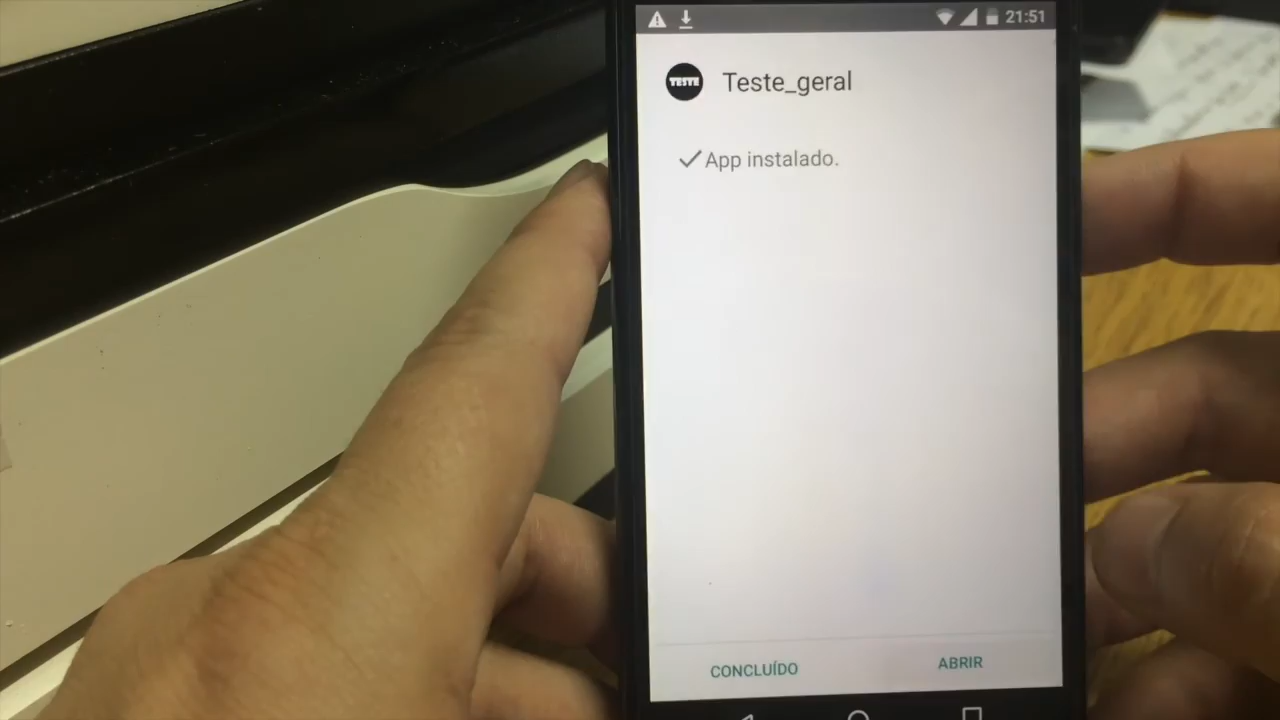 21:51
TESTE
Teste_geral
App instalado.
CONCLUÍDO
ABRIR